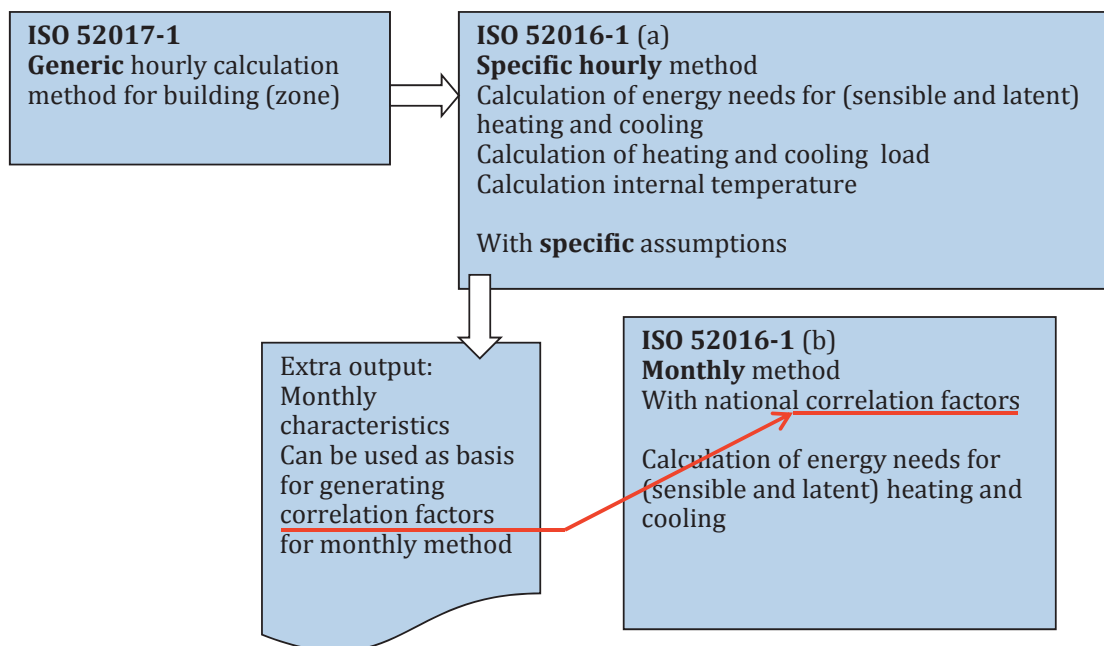 ISO 52017-1
Generic hourly calculation
method for building (zone)
ISO 52016-1 (a)
Specific hourly method
Calculation of energy needs for (sensible and latent)
heating and cooling
Calculation of heating and cooling load
Calculation internal temperature
With specific assumptions
Extra output:
Monthly
characteristics
Can be used as basis
for generating
correlation factors
for monthly method
ISO 52016-1 (b)
Monthly method
With national correlation factors
Calculation of energy needs for
(sensible and latent) heating and
cooling